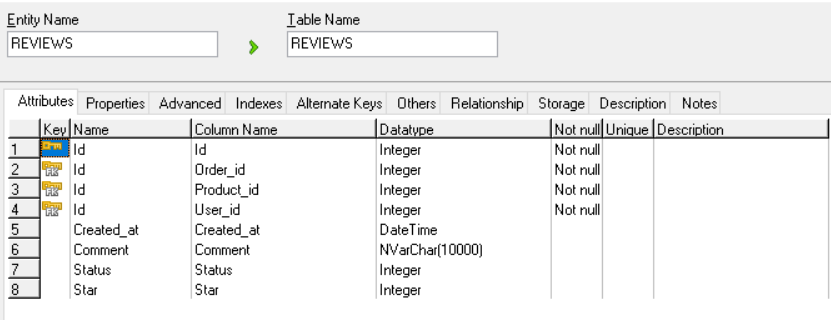 Entity Name Table Name
REVIEWS REVIEWS
Attributes Properties Advanced Indexes Alternate Keys Others Relationship Storage Description Notes
Key Name Column Name Datatype Not null Unique Description
1 Id Id Integer Not null
2 Id Order_id Integer Not null
3 Id Product_id Integer Not null
4 Id User_id Integer Not null
5 Created_at Created_at DateTime
6 Comment Comment NVarChar(10000)
7 Status Status Integer
8 Star Star Integer